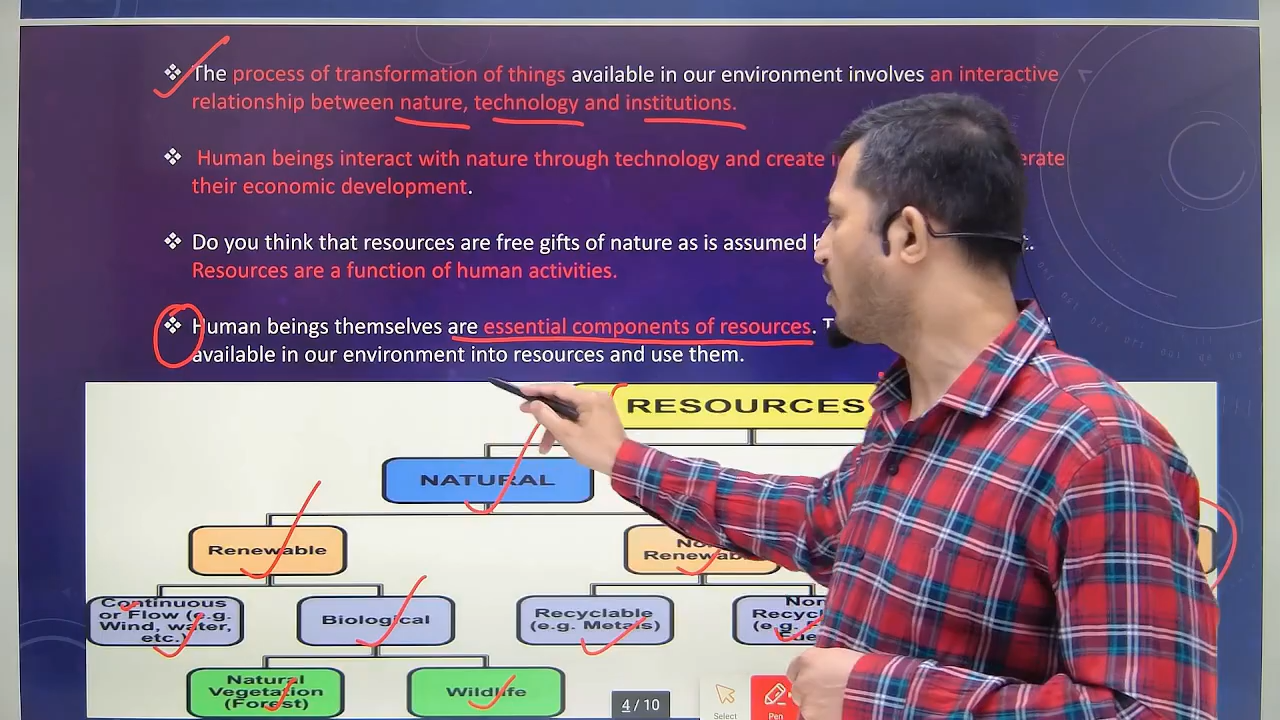 The process of transformation of things available in our environment involves an interactive
relationship between nature, technology and institutions.
Human beings interact with nature through technology and create
their economic development.
Do you think that resources are free gifts of nature as is assumed
Resources are a function of human activities.
Human beings themselves are essential components of resources.
available in our environment into resources and use them.
RESOURCES
NATURAL
Renewable
Renewab
Continuous
or Flow (e.g.
Wind, water,
etc.)
Biological
Recyclable
(e.g. Metals)
Non
Recycl
(e.g.
Fue
Natural
Vegetation
(Forest)
Wildlife
4 / 10
Select
Pen